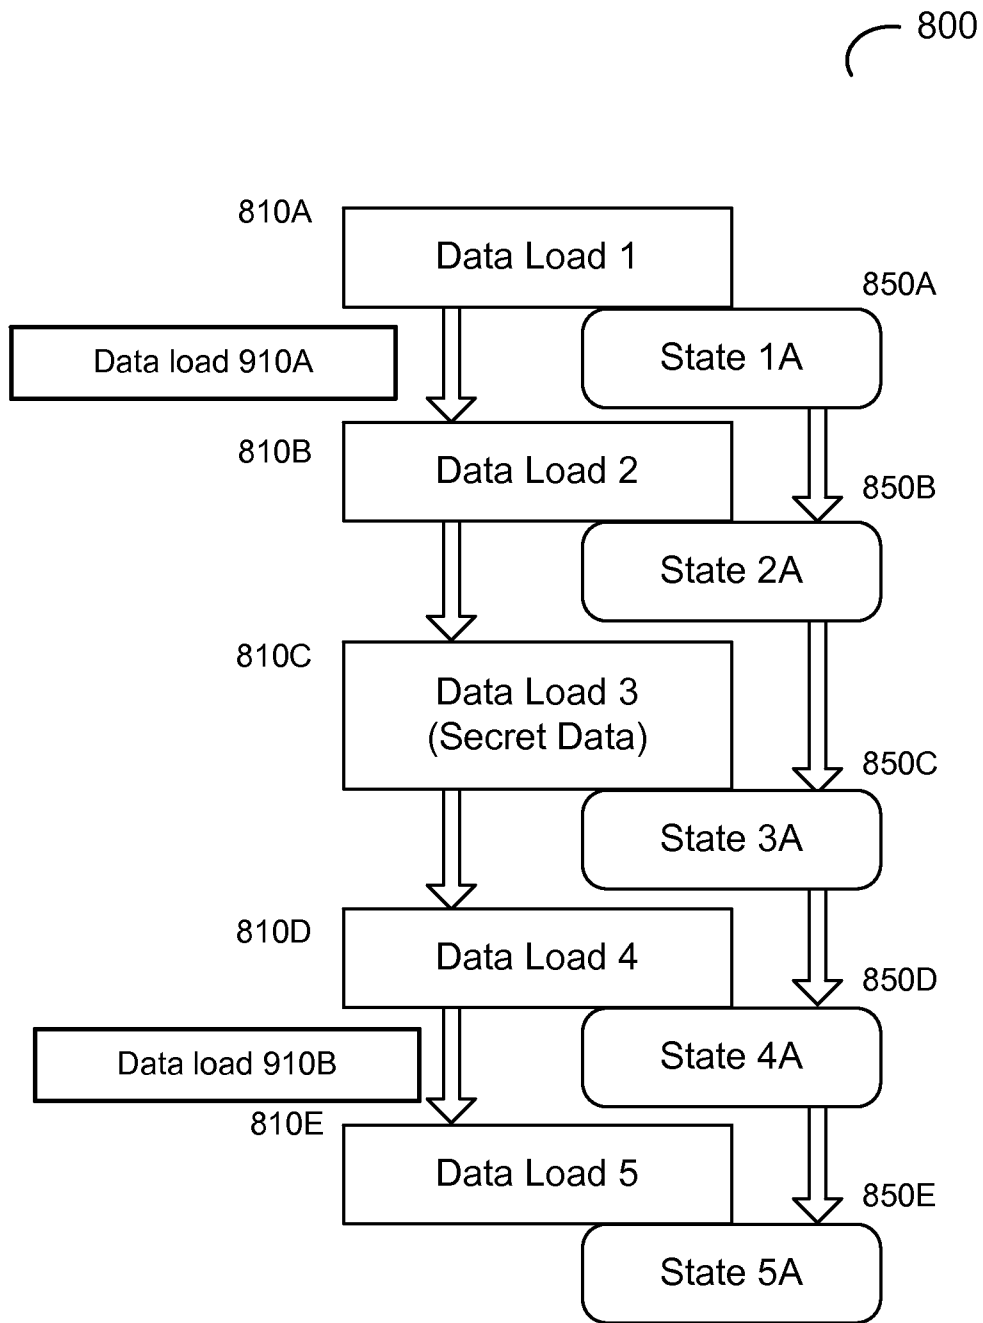 800
810A
Data Load 1
850A
State 1A
Data load 910A
810B
Data Load 2
850B
State 2A
810C
Data Load 3
(Secret Data)
850C
State 3A
810D
Data Load 4
850D
State 4A
Data load 910B
810E
Data Load 5
850E
State 5A